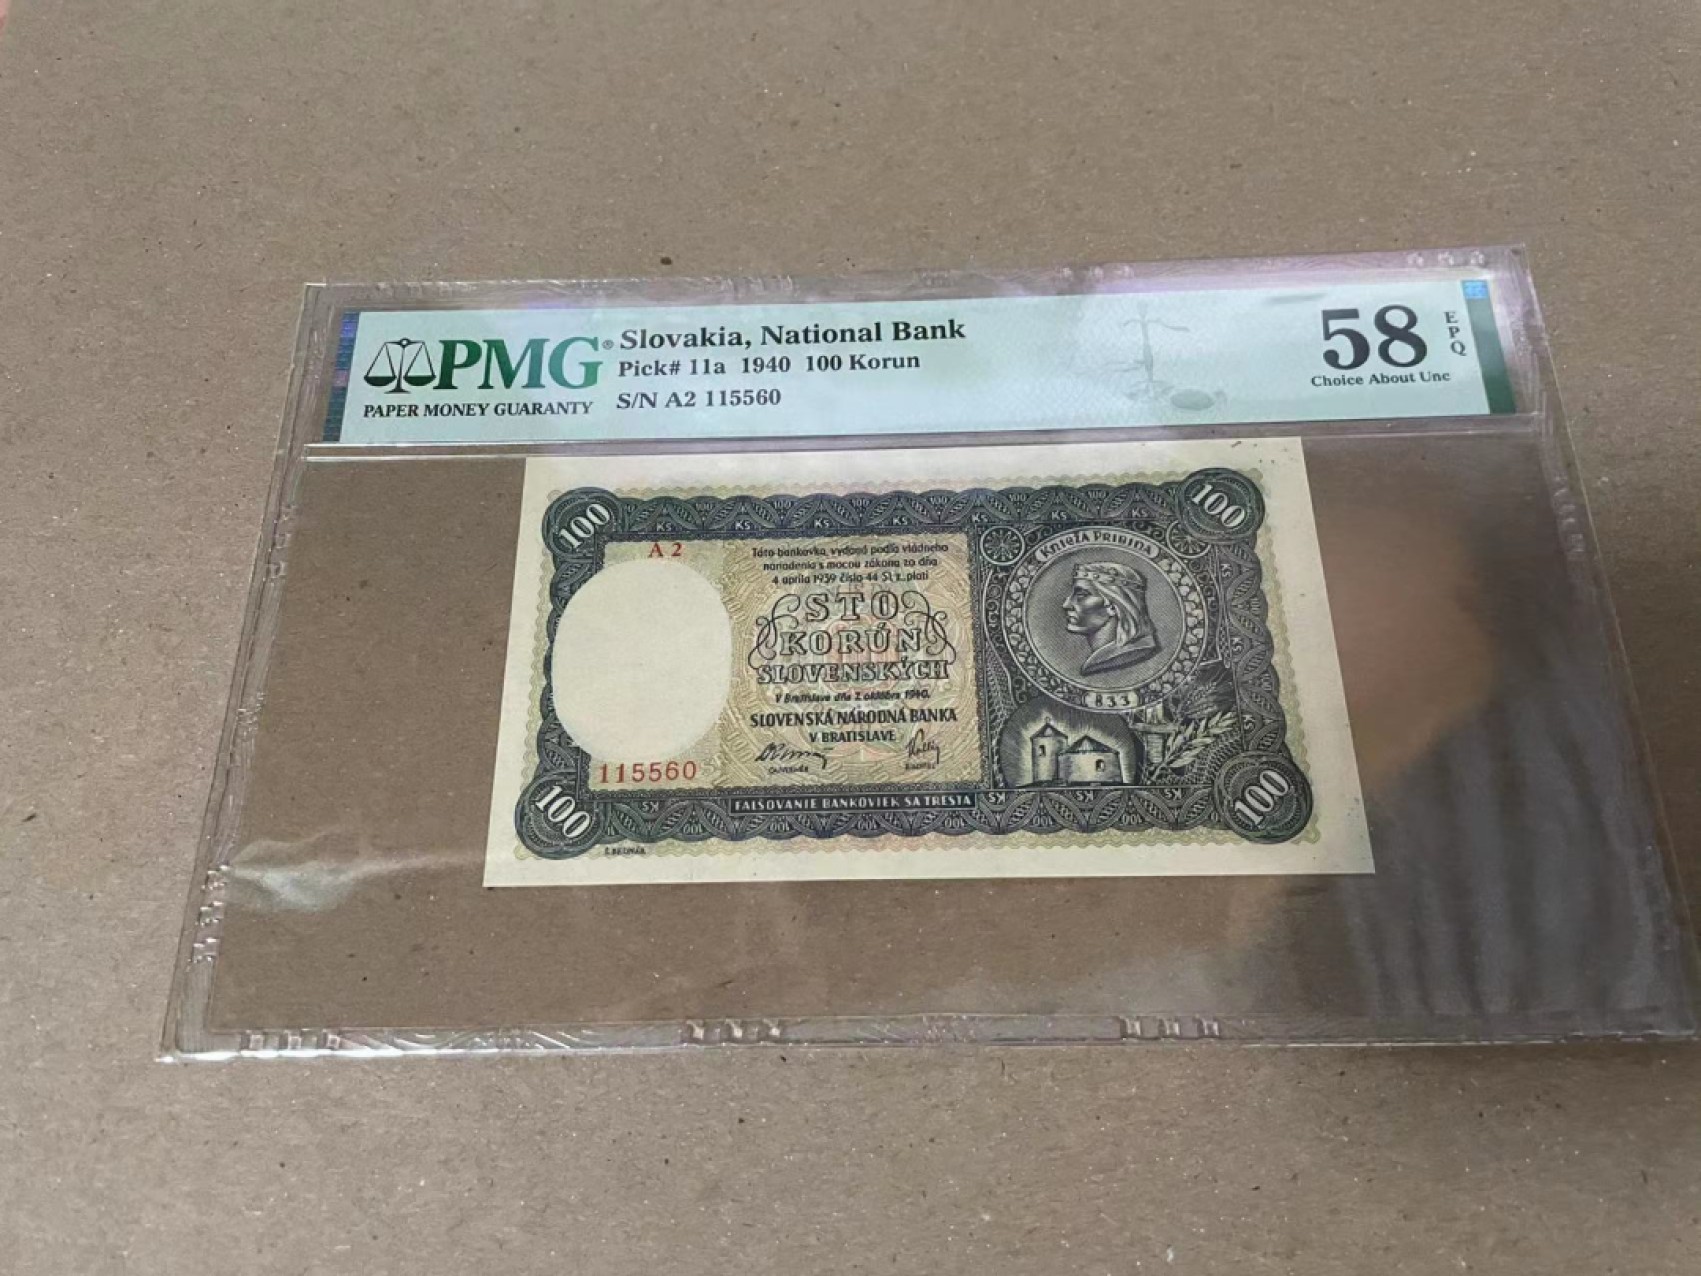 PMG®
PAPER MONEY GUARANTY
Slovakia, National Bank
Pick# 11a 1940 100 Korun
S/N A2 115560
58
EPQ
Choice About Unc
100
100
A 2
Táto bankovka, vydaná podľa vládneho
nariadenia s mocou zákona zo dňa
4 apríla 1939 číslo 44 Sl. z., platí
STO
KORÚN
SLOVENSKÝCH
V Bratislave dňa 7. októbra 1940.
SLOVENSKÁ NÁRODNÁ BANKA
V BRATISLAVE
115560
KNIEŽA PRIBINA
833
FALŠOVANIE BANKOVIEK SA TRESTÁ
100
100